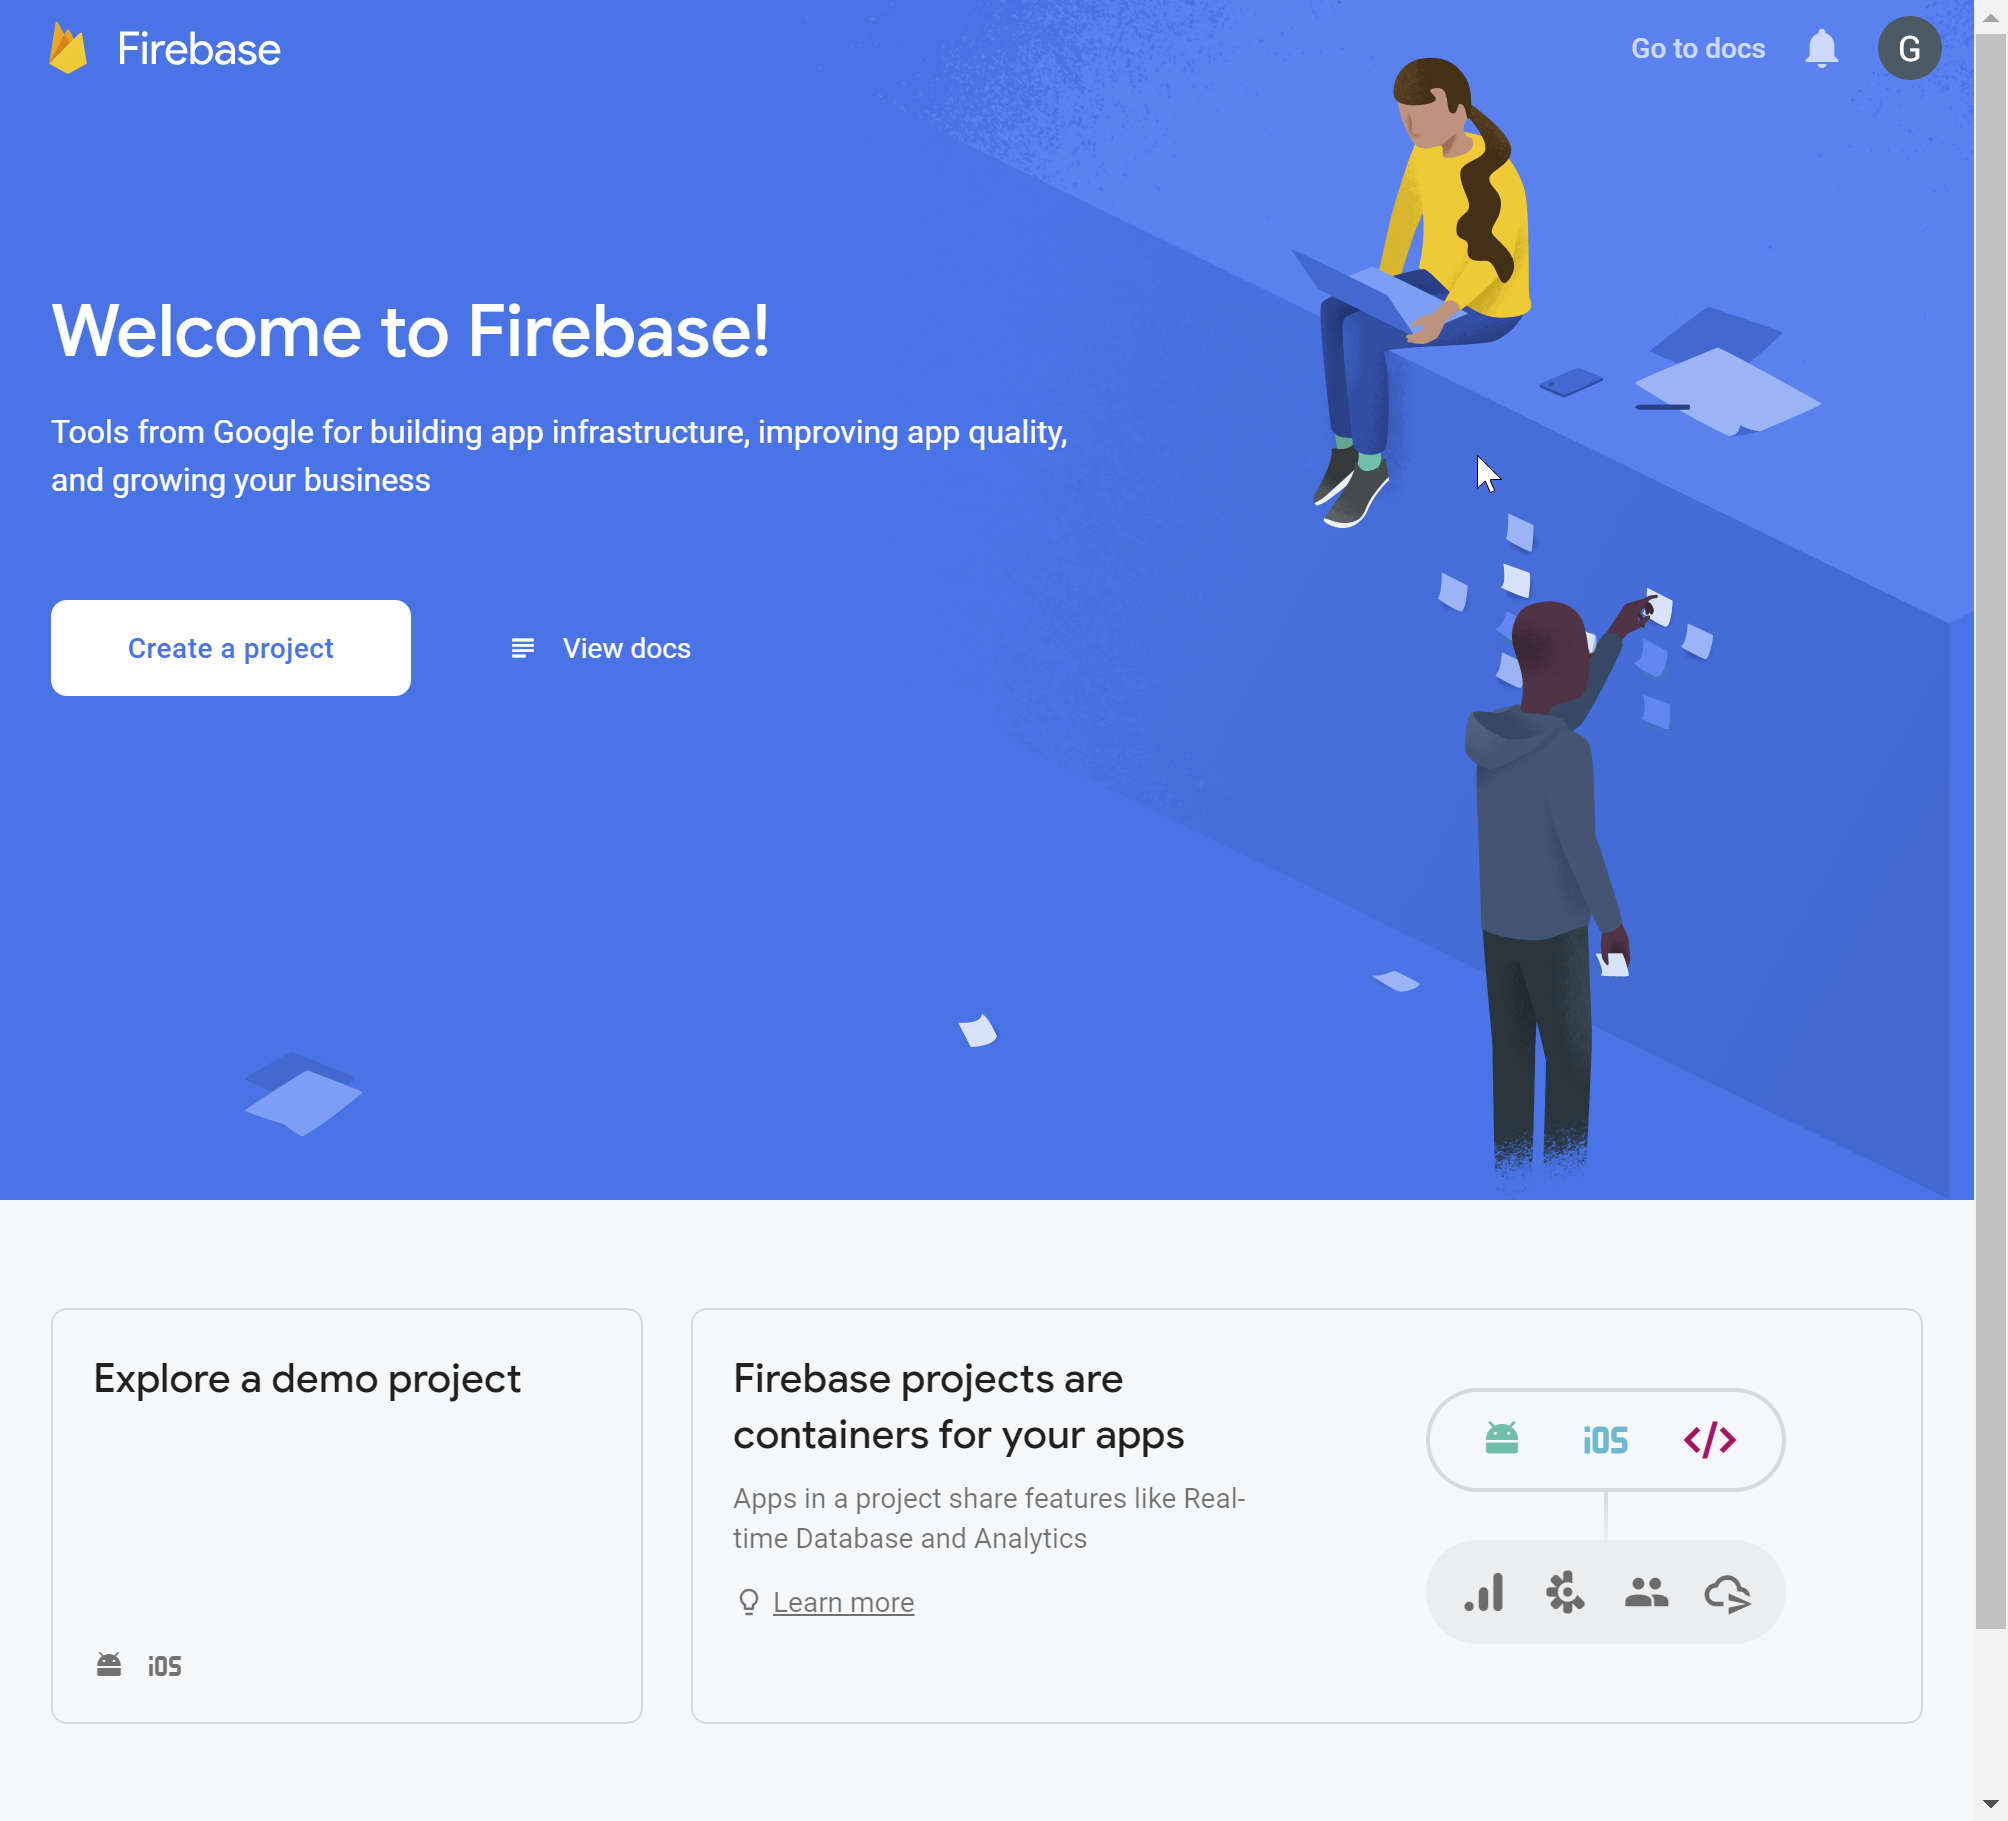 Firebase
Go to docs
G
Welcome to Firebase!
Tools from Google for building app infrastructure, improving app quality,
and growing your business
Create a project
View docs
Explore a demo project
iOS
Firebase projects are
containers for your apps
Apps in a project share features like Real-
time Database and Analytics
Learn more
iOS